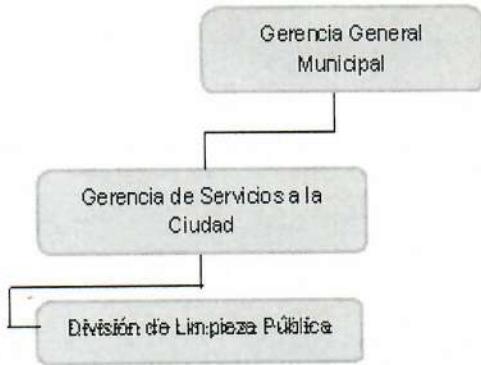 Gerencia General
Municipal
Gerencia de Servicios a la
Ciudad
División de Limpieza Pública